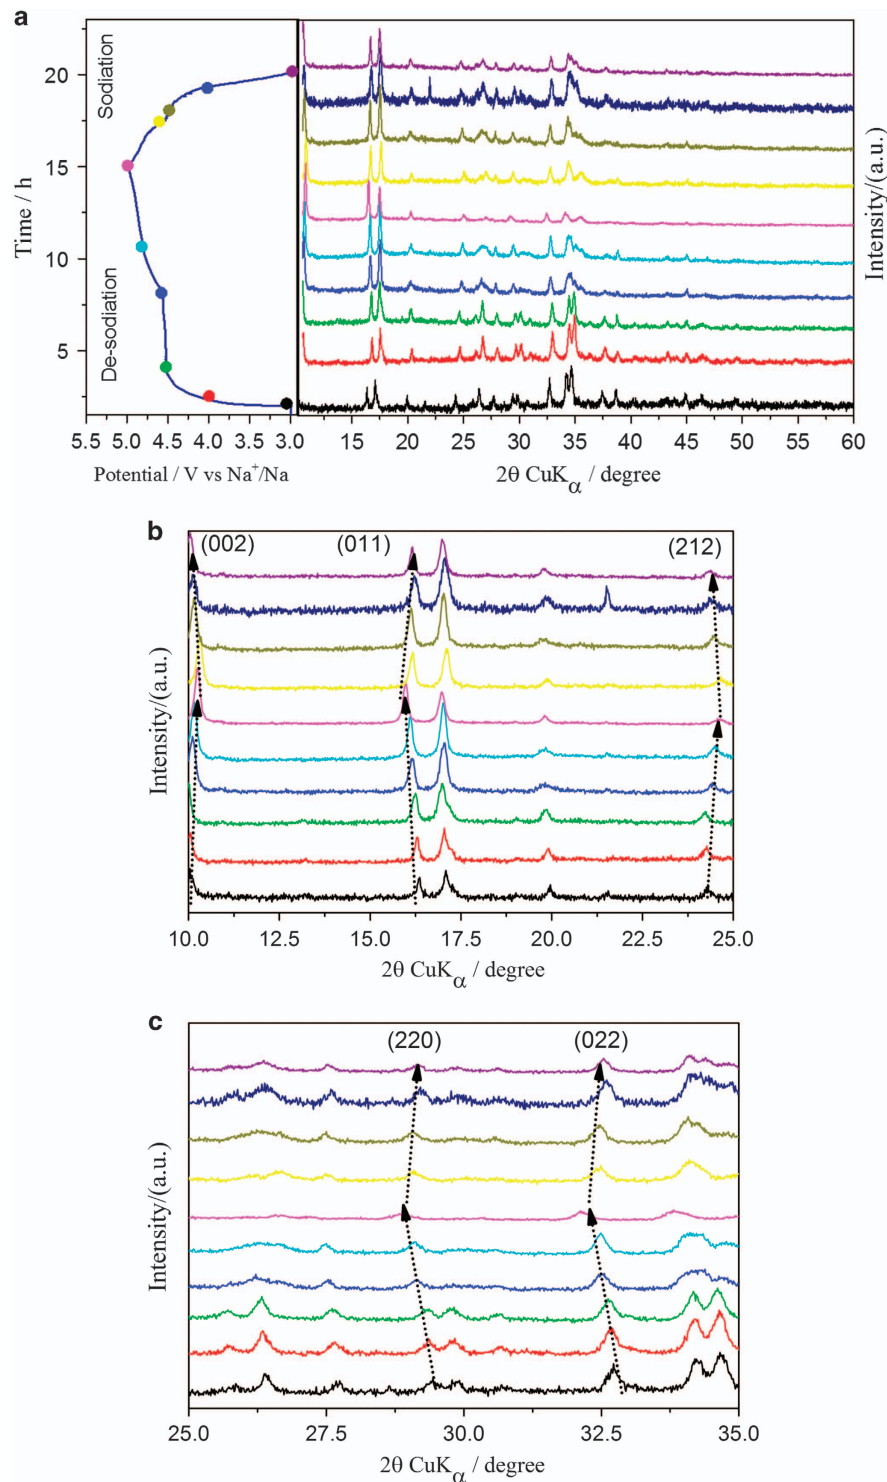 a
Sodiation
De-sodiation
Time / h
20
15
10
5
5.5 5.0 4.5 4.0 3.5 3.0
Potential / V vs Na⁺/Na
15 20 25 30 35 40 45 50 55 60
2θ CuKα / degree
Intensity/(a.u.)
b
(002) (011) (212)
Intensity/(a.u.)
10.0 12.5 15.0 17.5 20.0 22.5 25.0
2θ CuKα / degree
c
(220) (022)
Intensity/(a.u.)
25.0 27.5 30.0 32.5 35.0
2θ CuKα / degree